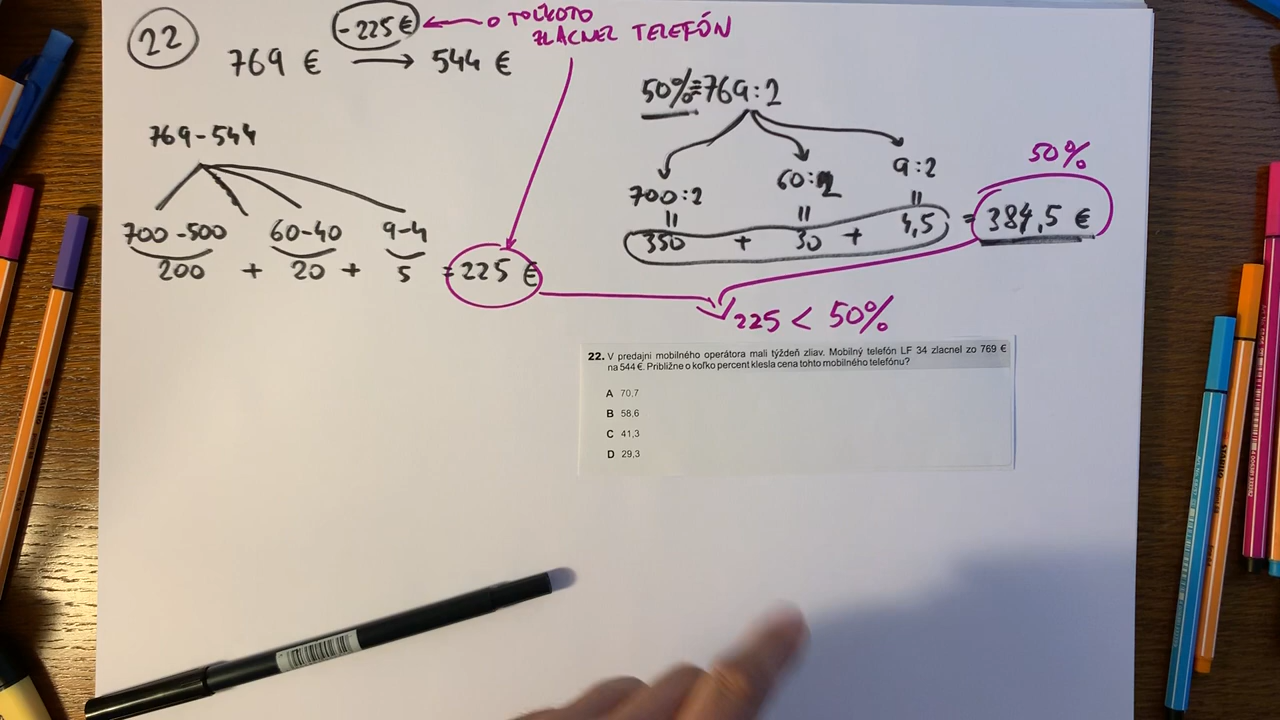 22
-225 € ← O TOĽKOTO
ZLACNEL TELEFÓN
769 € → 544 €
769-544
700-500 60-40 9-4
200 + 20 + 5 = 225 €
50% = 769:2
700:2 60:2 9:2
350 + 30 + 4,5 = 384,5 €
50%
225 < 50%
22. V predajni mobilného operátora mali týždeň zliav. Mobilný telefón LF 34 zlacnel zo 769 €
na 544 €. Približne o koľko percent klesla cena tohto mobilného telefónu?
A 70,7
B 58,6
C 41,3
D 29,3